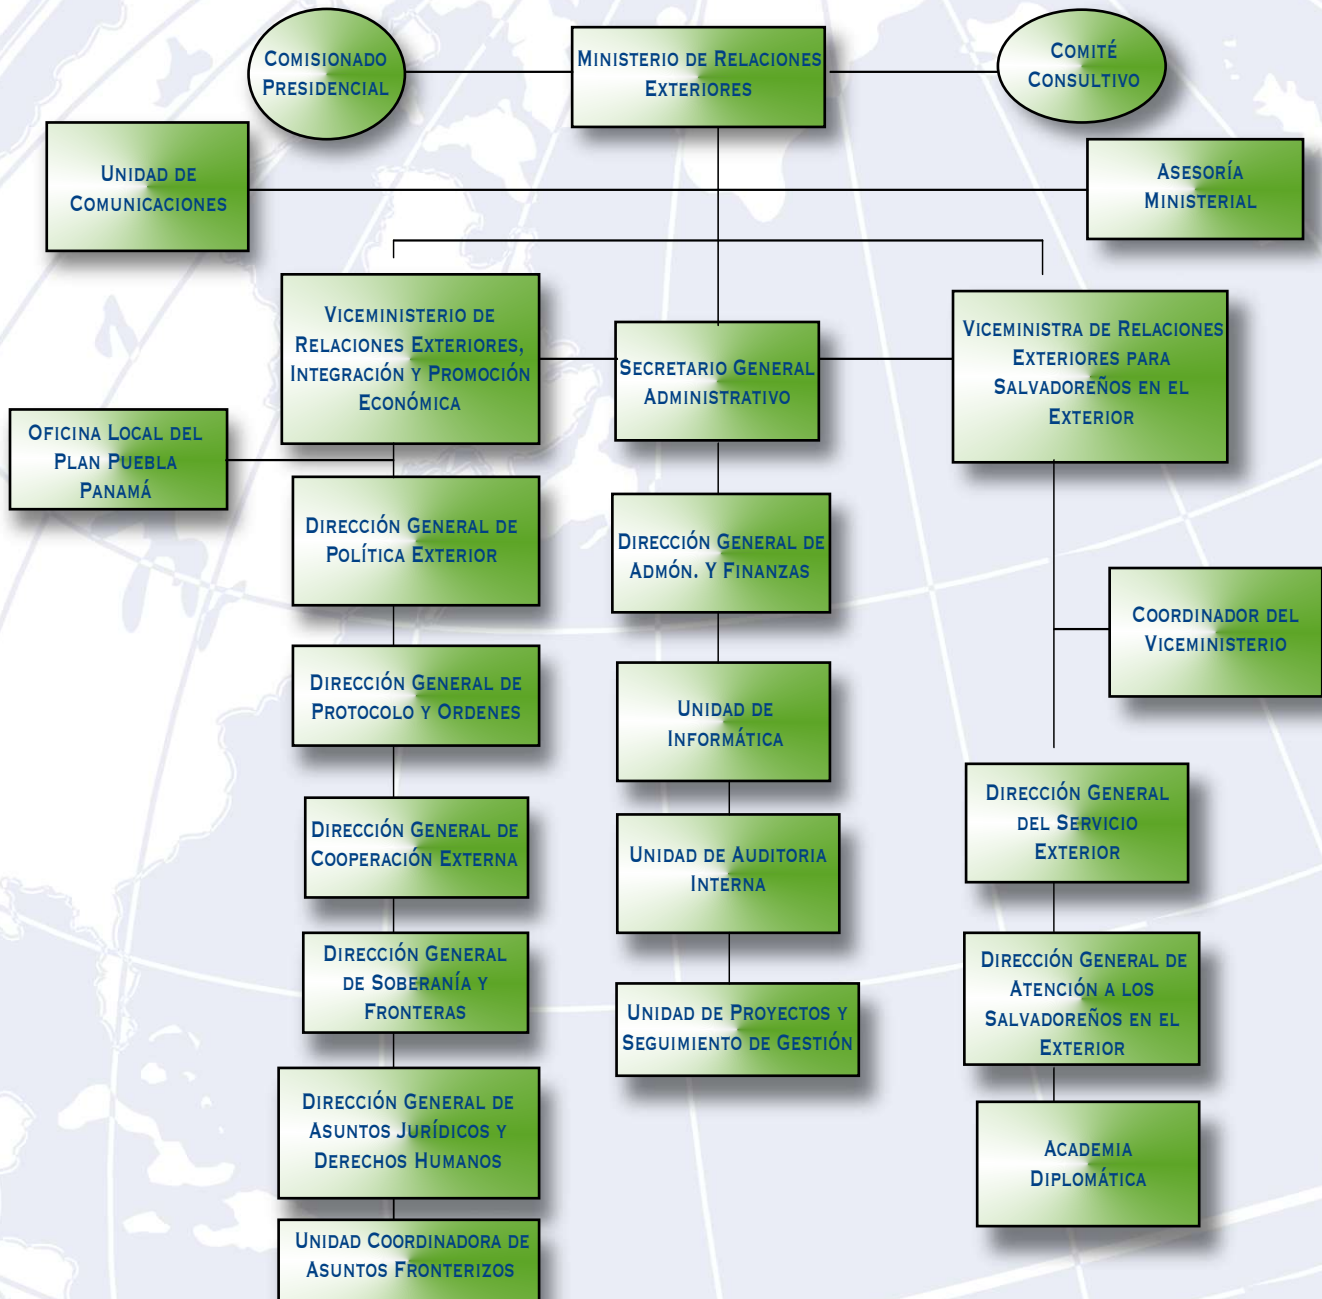 Comisionado
Presidencial
Ministerio de Relaciones
Exteriores
Comité
Consultivo
Unidad de
Comunicaciones
Asesoría
Ministerial
Viceministerio de
Relaciones Exteriores,
Integración y Promoción
Económica
Secretario General
Administrativo
Viceministra de Relaciones
Exteriores para
Salvadoreños en el
Exterior
Oficina Local del
Plan Puebla
Panamá
Dirección General de
Política Exterior
Dirección General de
Admón. Y Finanzas
Coordinador del
Viceministerio
Dirección General de
Protocolo y Ordenes
Unidad de
Informática
Dirección General
del Servicio
Exterior
Dirección General de
Cooperación Externa
Unidad de Auditoria
Interna
Dirección General
de Soberanía y
Fronteras
Dirección General de
Atención a los
Salvadoreños en el
Exterior
Unidad de Proyectos y
Seguimiento de Gestión
Dirección General de
Asuntos Jurídicos y
Derechos Humanos
Academia
Diplomática
Unidad Coordinadora de
Asuntos Fronterizos